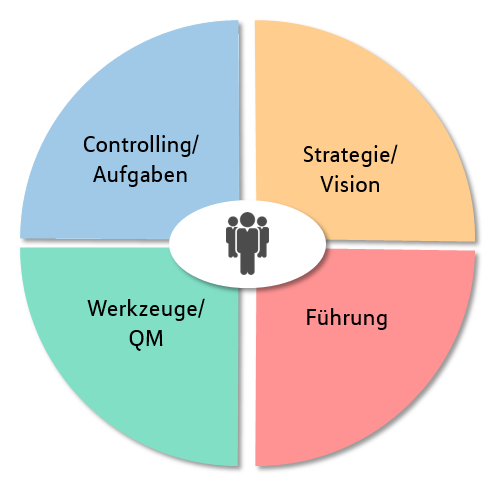 Controlling/
Aufgaben
Strategie/
Vision
Werkzeuge/
QM
Führung